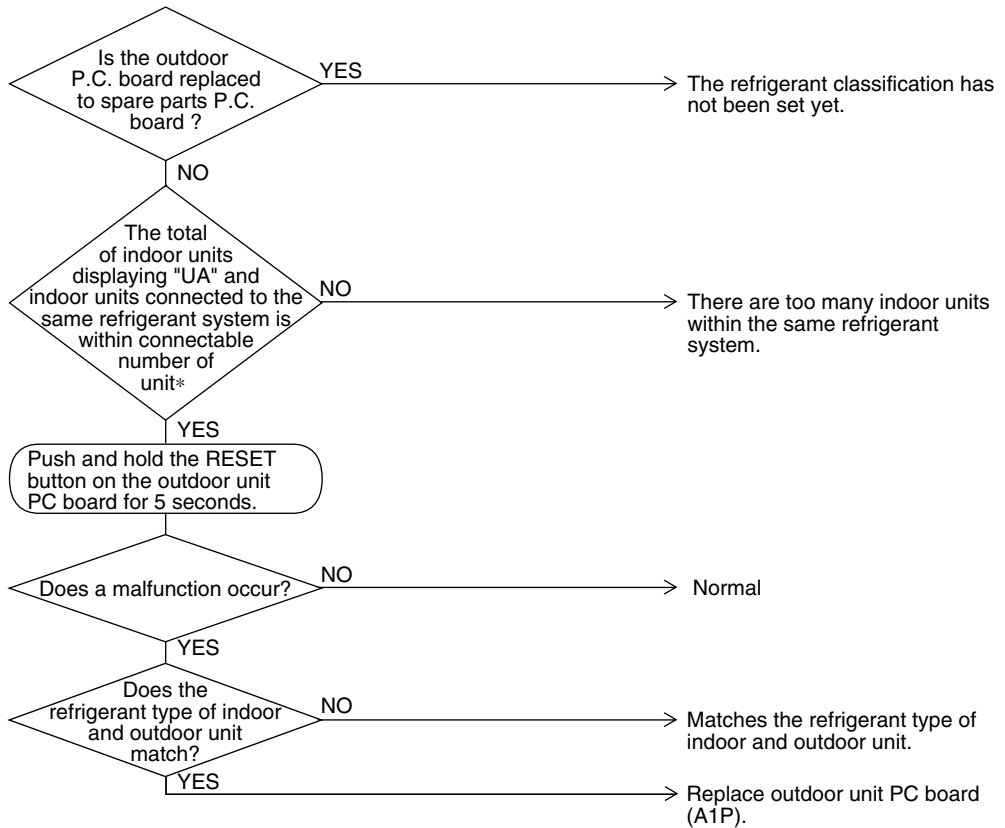 Is the outdoor
P.C. board replaced
to spare parts P.C.
board ?
YES
The refrigerant classification has
not been set yet.
NO
The total
of indoor units
displaying "UA" and
indoor units connected to the
same refrigerant system is
within connectable
number of
unit*
NO
There are too many indoor units
within the same refrigerant
system.
YES
Push and hold the RESET
button on the outdoor unit
PC board for 5 seconds.
Does a malfunction occur?
NO
Normal
YES
Does the
refrigerant type of indoor
and outdoor unit
match?
NO
Matches the refrigerant type of
indoor and outdoor unit.
YES
Replace outdoor unit PC board
(A1P).